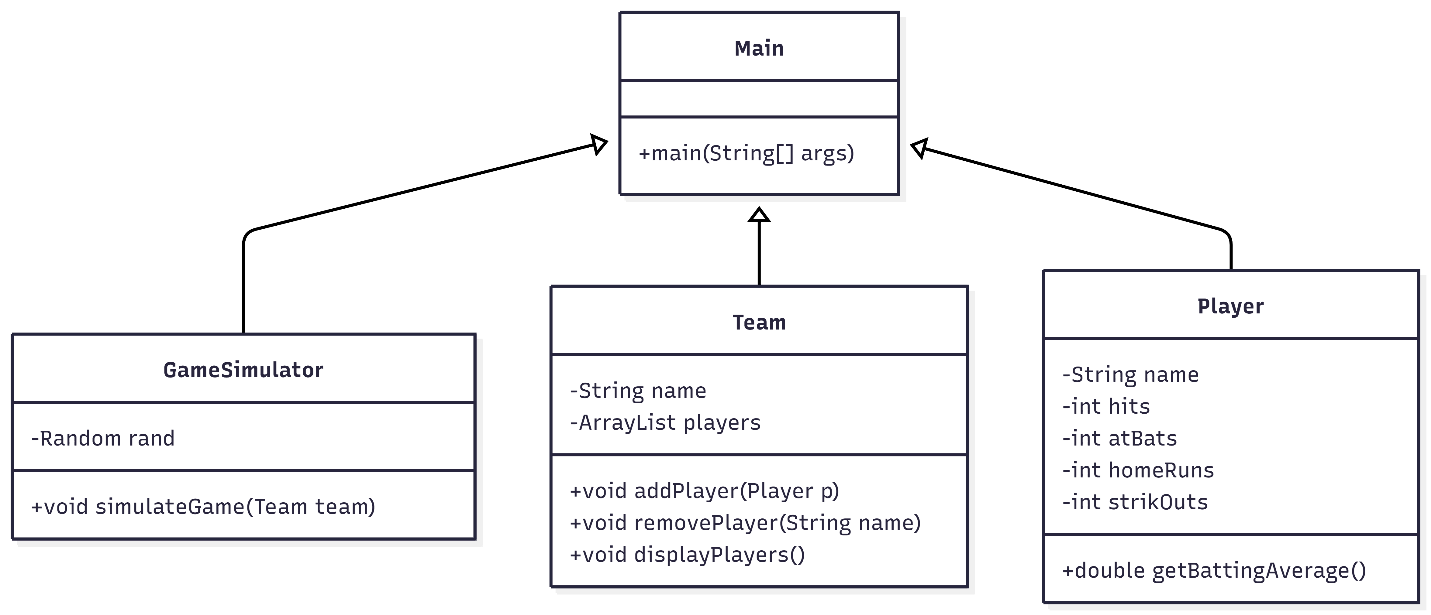 Main
+main(String[] args)
GameSimulator
-Random rand
+void simulateGame(Team team)
Team
-String name
-ArrayList players
+void addPlayer(Player p)
+void removePlayer(String name)
+void displayPlayers()
Player
-String name
-int hits
-int atBats
-int homeRuns
-int strikOuts
+double getBattingAverage()